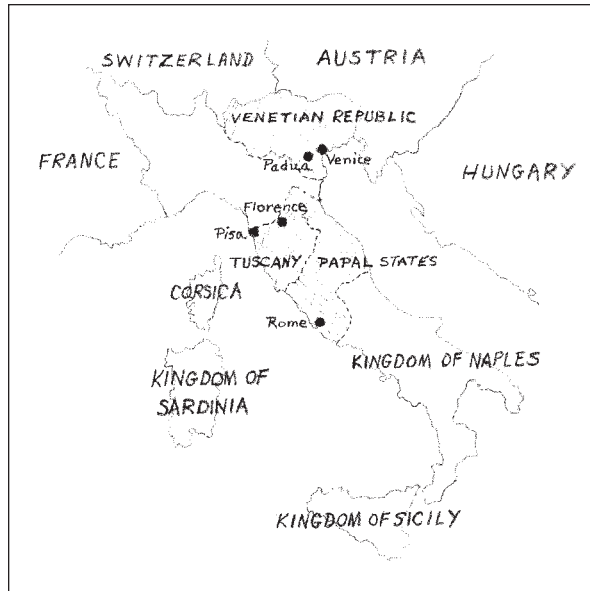 SWITZERLAND
AUSTRIA
VENETIAN REPUBLIC
FRANCE
Padua
Venice
HUNGARY
Florence
Pisa
TUSCANY
PAPAL STATES
CORSICA
Rome
KINGDOM OF NAPLES
KINGDOM OF
SARDINIA
KINGDOM OF SICILY